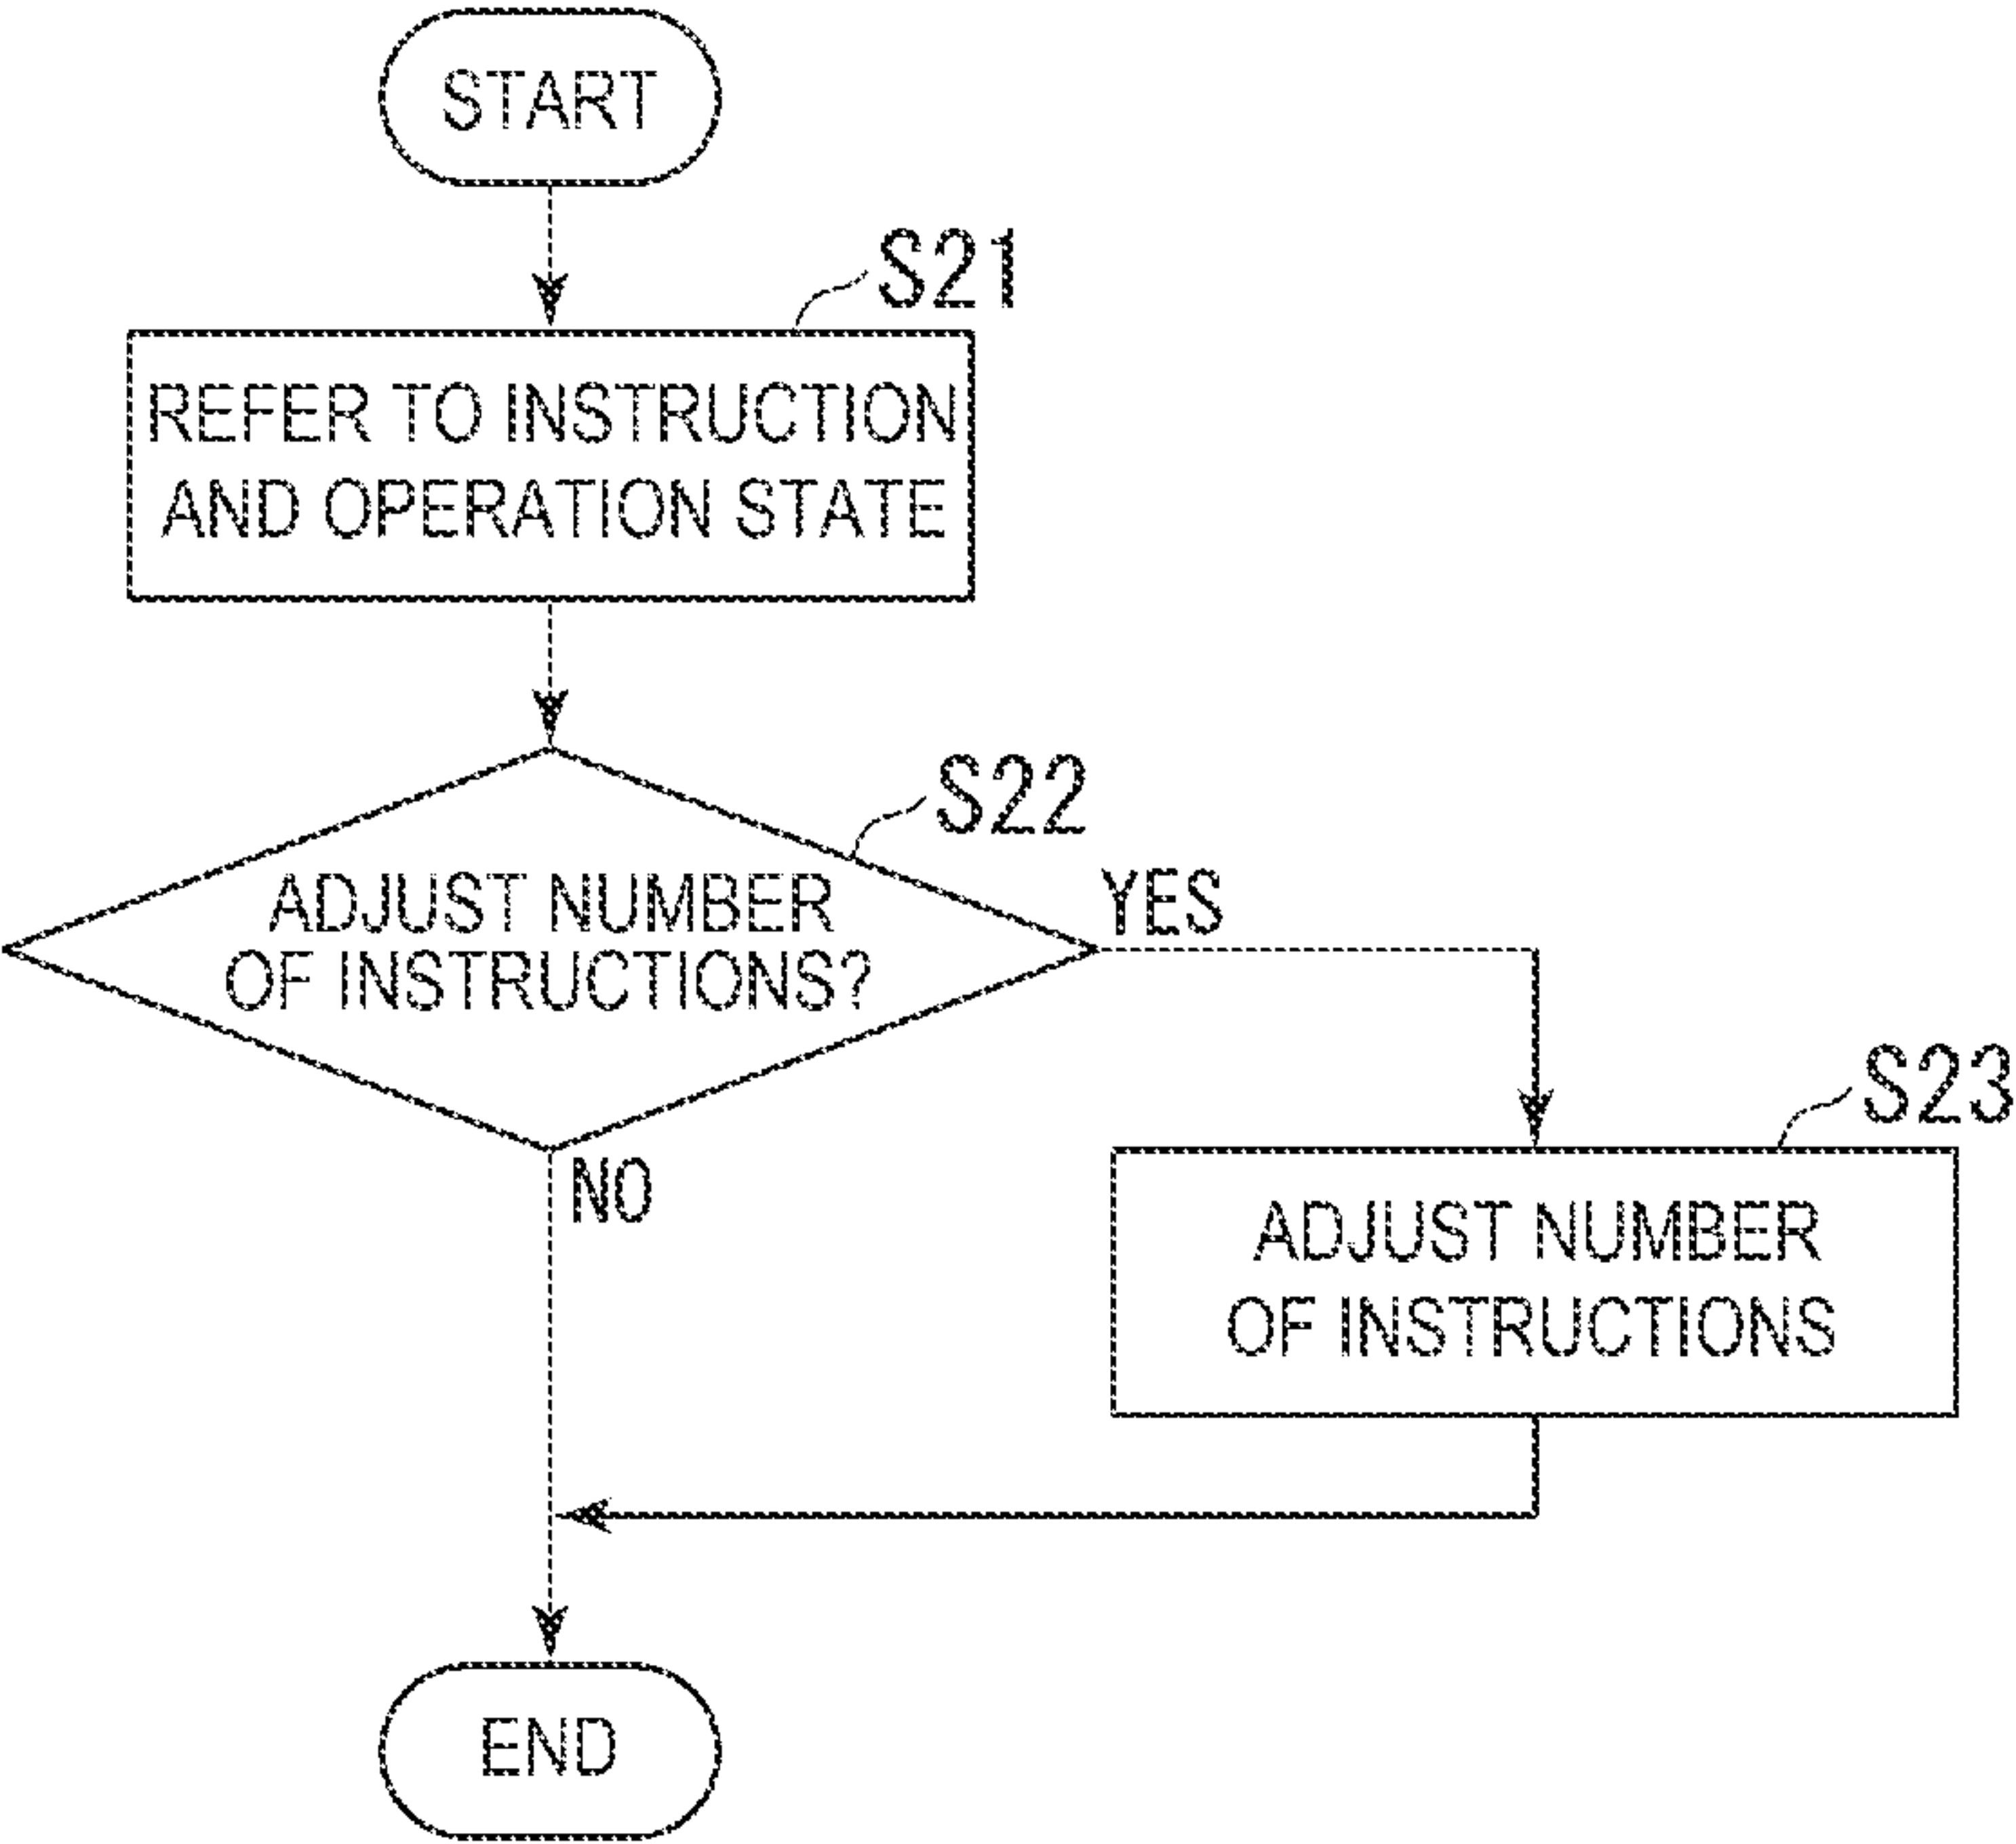 START
S21
REFER TO INSTRUCTION
AND OPERATION STATE
S22
ADJUST NUMBER
OF INSTRUCTIONS?
YES
NO
S23
ADJUST NUMBER
OF INSTRUCTIONS
END